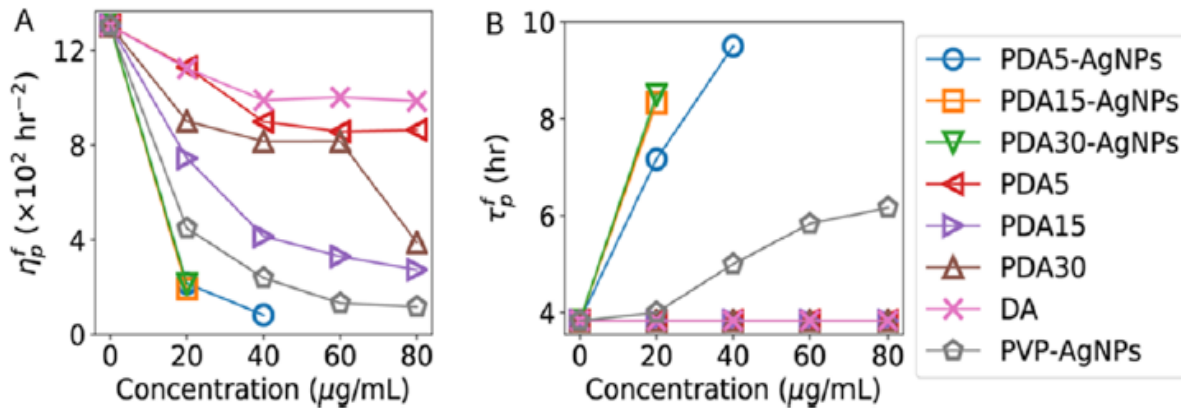 A
12
8
4
0
0 20 40 60 80
Concentration (μg/mL)
η_p^f (×10² hr⁻²)
B
10
8
6
4
0 20 40 60 80
Concentration (μg/mL)
τ_p^f (hr)
PDA5-AgNPs
PDA15-AgNPs
PDA30-AgNPs
PDA5
PDA15
PDA30
DA
PVP-AgNPs